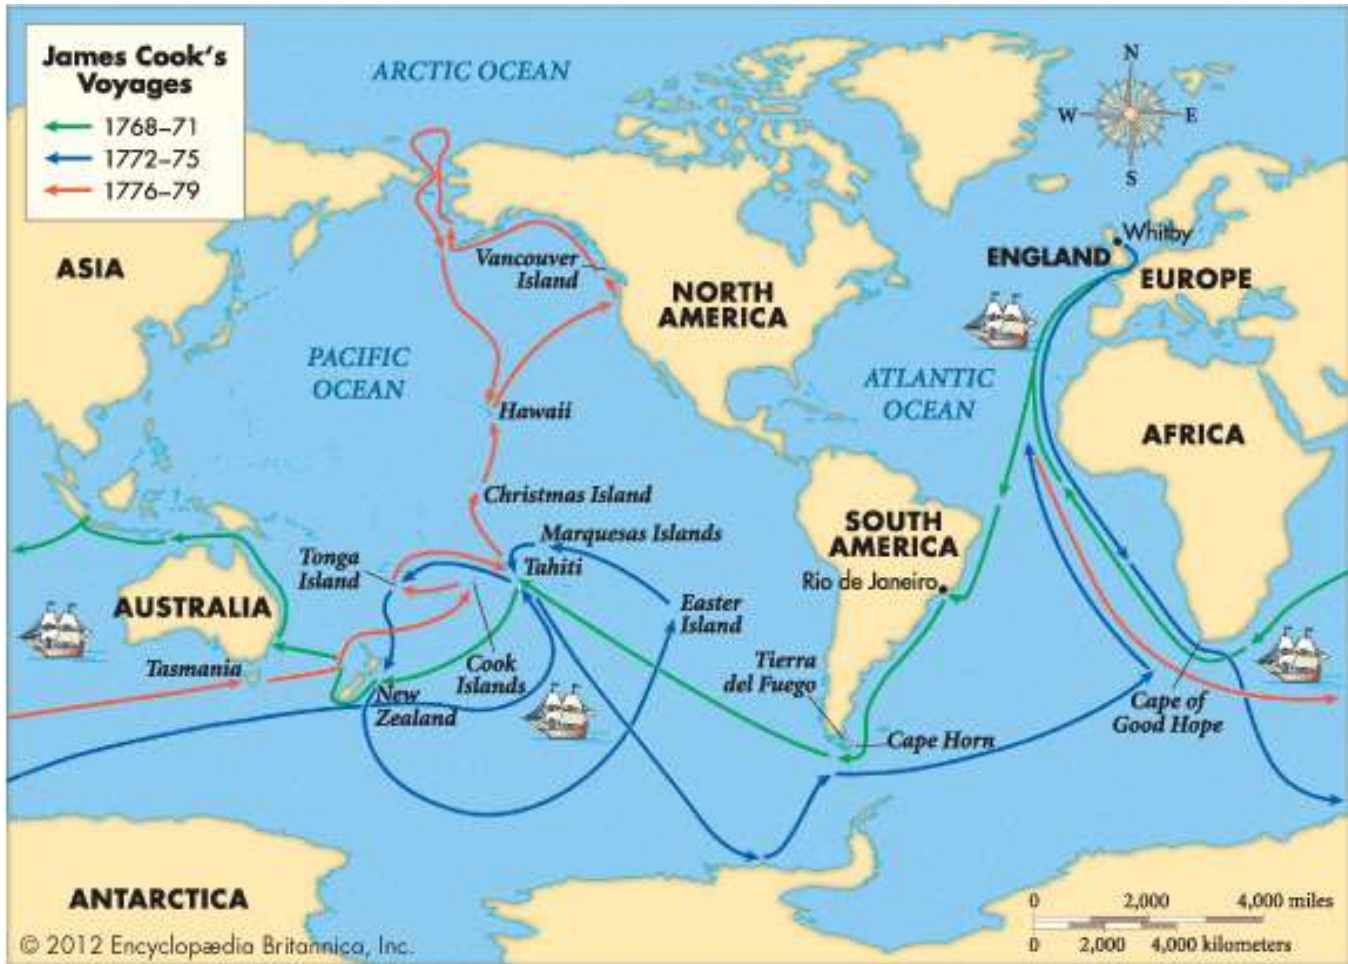 James Cook's
Voyages
1768–71
1772–75
1776–79
ARCTIC OCEAN
N
W
E
S
Whitby
ENGLAND
EUROPE
ASIA
Vancouver
Island
NORTH
AMERICA
PACIFIC
OCEAN
ATLANTIC
OCEAN
Hawaii
AFRICA
Christmas Island
Marquesas Islands
SOUTH
AMERICA
Tonga
Island
Tahiti
Rio de Janeiro
AUSTRALIA
Easter
Island
Tasmania
Cook
Islands
Tierra
del Fuego
New
Zealand
Cape Horn
Cape of
Good Hope
ANTARCTICA
0 2,000 4,000 miles
0 2,000 4,000 kilometers
© 2012 Encyclopædia Britannica, Inc.